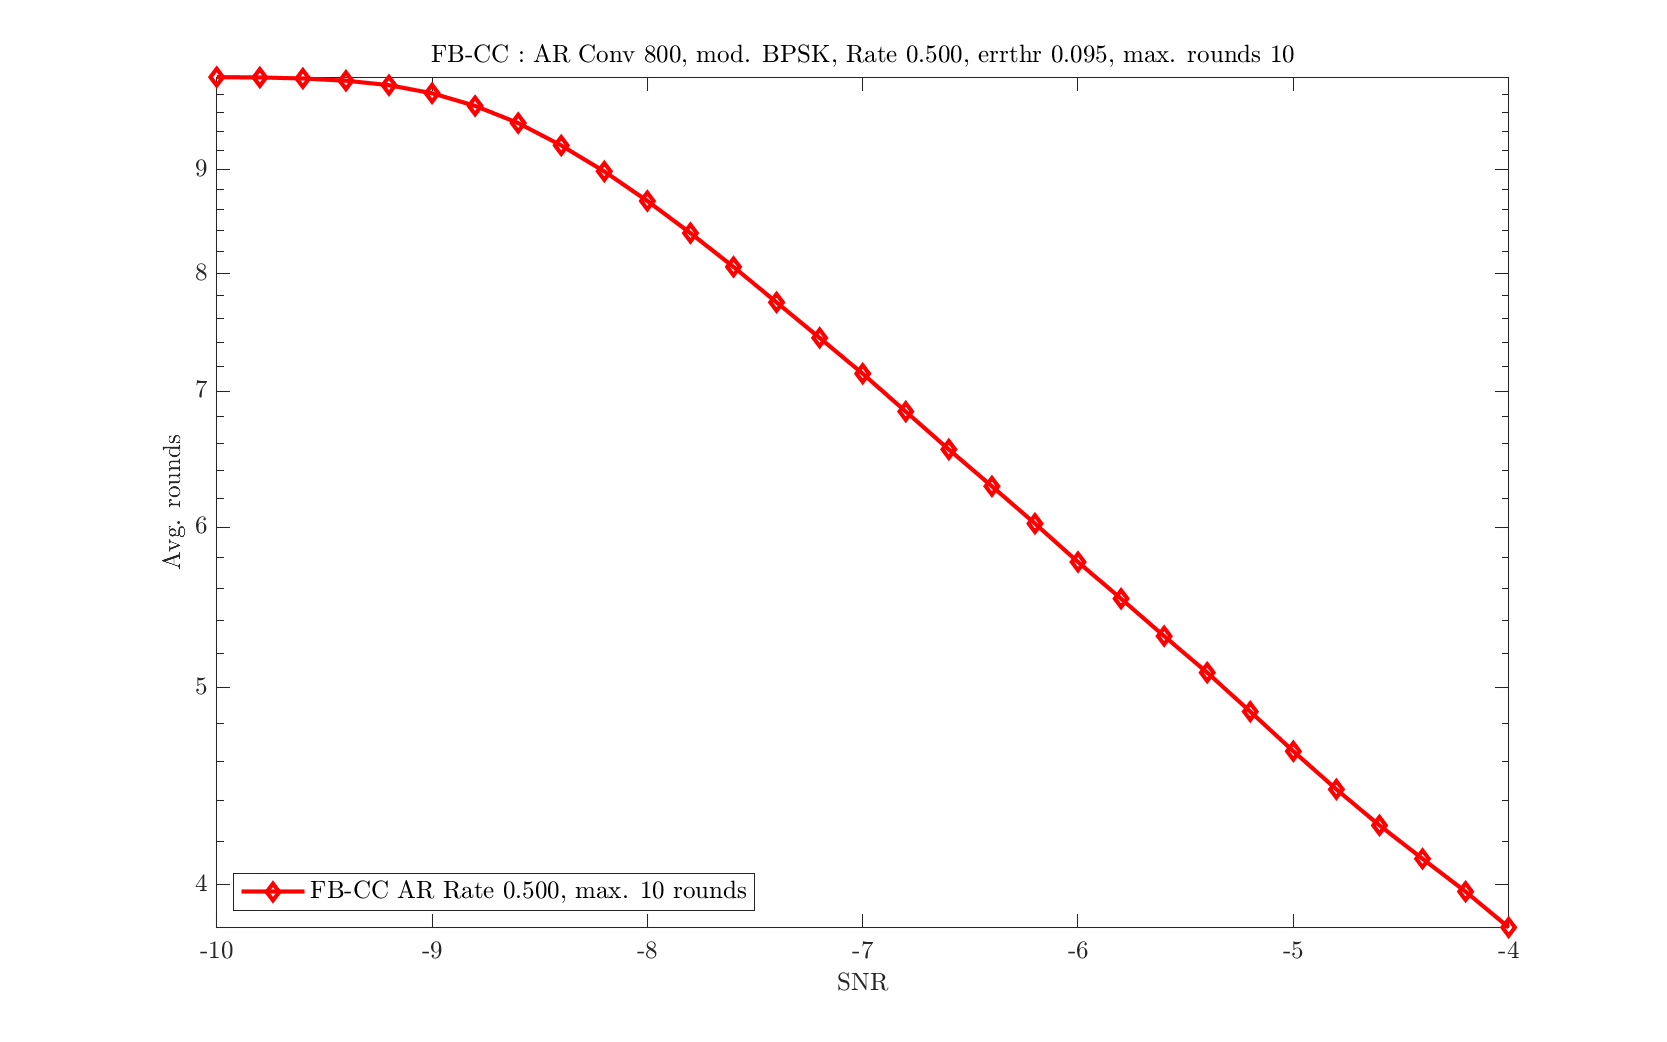 FB-CC : AR Conv 800, mod. BPSK, Rate 0.500, errthr 0.095, max. rounds 10
9
8
7
6
5
4
Avg. rounds
FB-CC AR Rate 0.500, max. 10 rounds
-10 -9 -8 -7 -6 -5 -4
SNR